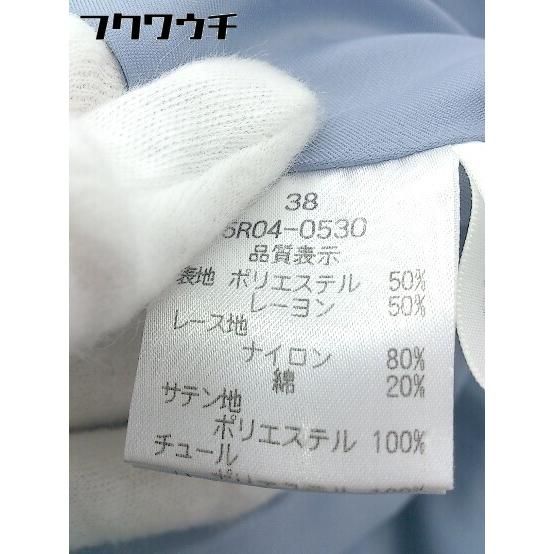 フクワウチ
38
5R04-0530
品質表示
表地 ポリエステル 50%
レーヨン 50%
レース地
ナイロン 80%
綿 20%
サテン地
ポリエステル 100%
チュール